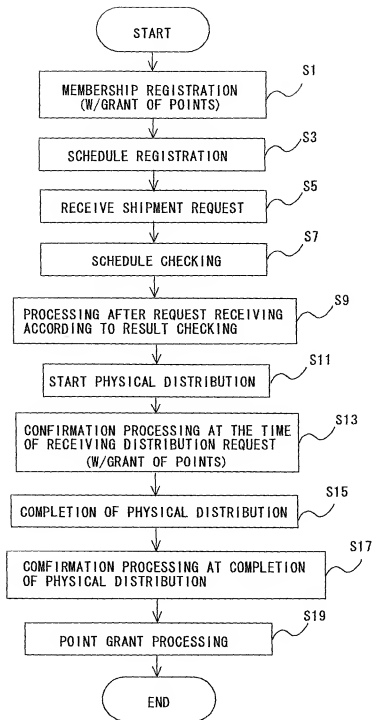 START
S1
MEMBERSHIP REGISTRATION
(W/GRANT OF POINTS)
S3
SCHEDULE REGISTRATION
S5
RECEIVE SHIPMENT REQUEST
S7
SCHEDULE CHECKING
S9
PROCESSING AFTER REQUEST RECEIVING
ACCORDING TO RESULT CHECKING
S11
START PHYSICAL DISTRIBUTION
S13
CONFIRMATION PROCESSING AT THE TIME
OF RECEIVING DISTRIBUTION REQUEST
(W/GRANT OF POINTS)
S15
COMPLETION OF PHYSICAL DISTRIBUTION
S17
COMFIRMATION PROCESSING AT COMPLETION
OF PHYSICAL DISTRIBUTION
S19
POINT GRANT PROCESSING
END